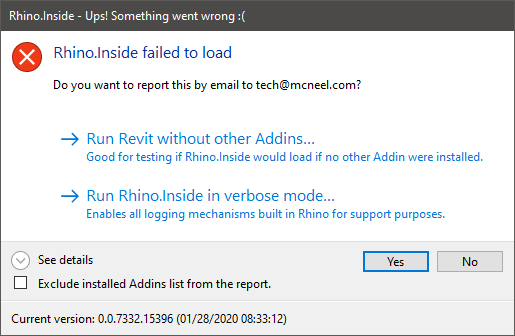 Rhino.Inside - Ups! Something went wrong :(
Rhino.Inside failed to load
Do you want to report this by email to tech@mcneel.com?
Run Revit without other Addins...
Good for testing if Rhino.Inside would load if no other Addin were installed.
Run Rhino.Inside in verbose mode...
Enables all logging mechanisms built in Rhino for support purposes.
See details
Yes
No
Exclude installed Addins list from the report.
Current version: 0.0.7332.15396 (01/28/2020 08:33:12)